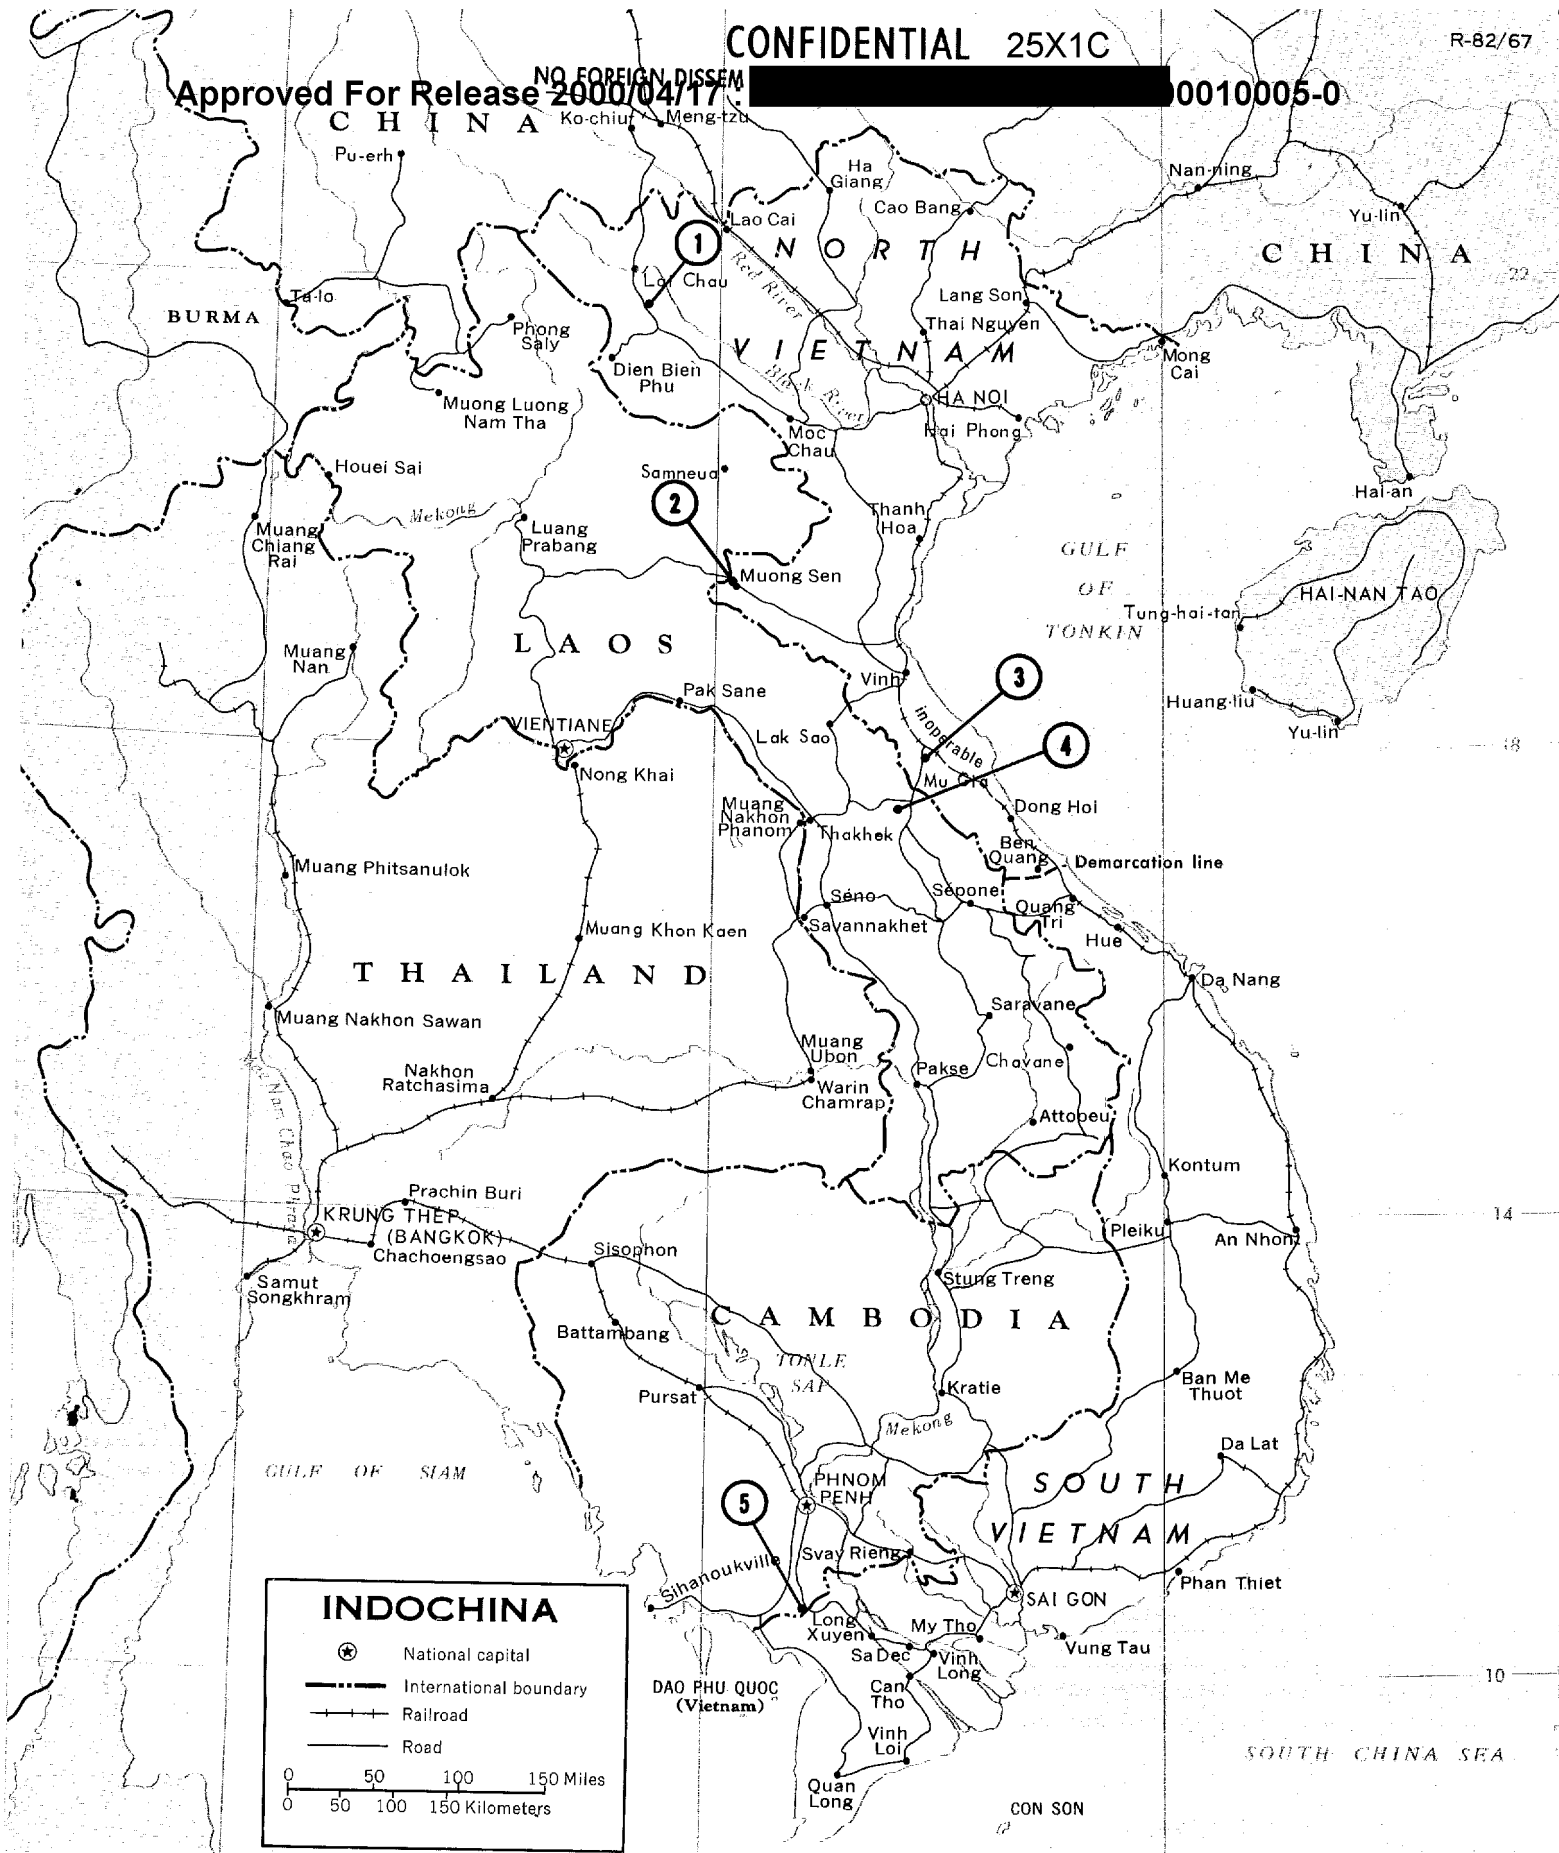 CONFIDENTIAL 25X1C
R-82/67
NO FOREIGN DISSEM
Approved For Release 2000/04/17 :
00010005-0
CHINA
Ko-chiu
Meng-tzu
Pu-erh
Ha
Giang
Nan-ning
Cao Bang
Yu-lin
Lao Cai
1
NORTH
CHINA
Red River
22
Lai Chau
Ta-lo
Lang Son
BURMA
Phong
Saly
Thai Nguyen
VIETNAM
Mong
Cai
Dien Bien
Phu
Black River
HA NOI
Muong Luong
Nam Tha
Moc
Chau
Hai Phong
Houei Sai
Samneua
2
Hai-an
Mekong
Thanh
Hoa
Muang
Chiang
Rai
Luang
Prabang
GULF
OF
TONKIN
Muong Sen
HAI-NAN TAO
Tung-hai-tan
LAOS
Muang
Nan
Vinh
3
Pak Sane
Huang-liu
inoperable
VIENTIANE
Lak Sao
4
Yu-lin
18
Nong Khai
Mu Gia
Muang
Nakhon
Phanom
Dong Hoi
Thakhek
Ben
Quang
Demarcation line
Muang Phitsanulok
Séno
Sépone
Quang
Tri
Savannakhet
Muang Khon Kaen
Hue
THAILAND
Da Nang
Saravane
Muang Nakhon Sawan
Muang
Ubon
Chavane
Nakhon
Ratchasima
Pakse
Warin
Chamrap
Mae Nam Chao Phraya
Attopeu
Kontum
Prachin Buri
KRUNG THEP
(BANGKOK)
14
Pleiku
An Nhon
Chachoengsao
Sisophon
Samut
Songkhram
Stung Treng
CAMBODIA
Battambang
TONLE
SAP
Ban Me
Thuot
Pursat
Kratie
Mekong
Da Lat
GULF OF SIAM
PHNOM
PENH
SOUTH
VIETNAM
5
Svay Rieng
Sihanoukville
Phan Thiet
SAI GON
Long
Xuyen
My Tho
Vung Tau
Sa Dec
Vinh
Long
DAO PHU QUOC
(Vietnam)
Can
Tho
10
Vinh
Loi
SOUTH CHINA SEA
Quan
Long
CON SON
INDOCHINA
National capital
International boundary
Railroad
Road
0 50 100 150 Miles
0 50 100 150 Kilometers